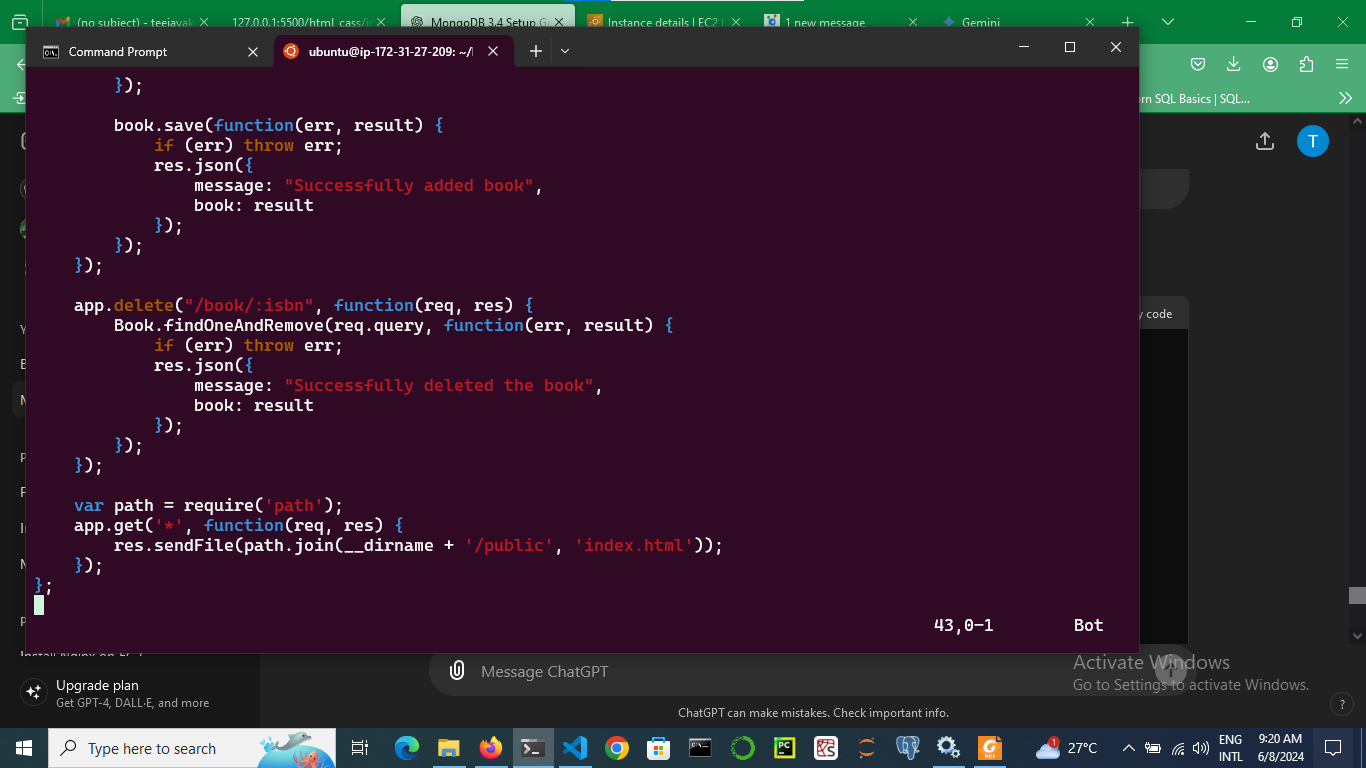 (no subject) - teejayak
127.0.0.1:5500/html_cass/i
MongoDB 3.4 Setup G
Instance details | EC2 |
1 new message
Gemini
Command Prompt
ubuntu@ip-172-31-27-209: ~/
rn SQL Basics | SQL...
T
y code
        });

        book.save(function(err, result) {
            if (err) throw err;
            res.json({
                message: "Successfully added book",
                book: result
            });
        });
    });

    app.delete("/book/:isbn", function(req, res) {
        Book.findOneAndRemove(req.query, function(err, result) {
            if (err) throw err;
            res.json({
                message: "Successfully deleted the book",
                book: result
            });
        });
    });

    var path = require('path');
    app.get('*', function(req, res) {
        res.sendFile(path.join(__dirname + '/public', 'index.html'));
    });
};
43,0-1 Bot
Message ChatGPT
Activate Windows
Go to Settings to activate Windows.
Upgrade plan
Get GPT-4, DALL·E, and more
ChatGPT can make mistakes. Check important info.
?
Type here to search
1
27°C
ENG
INTL
9:20 AM
6/8/2024